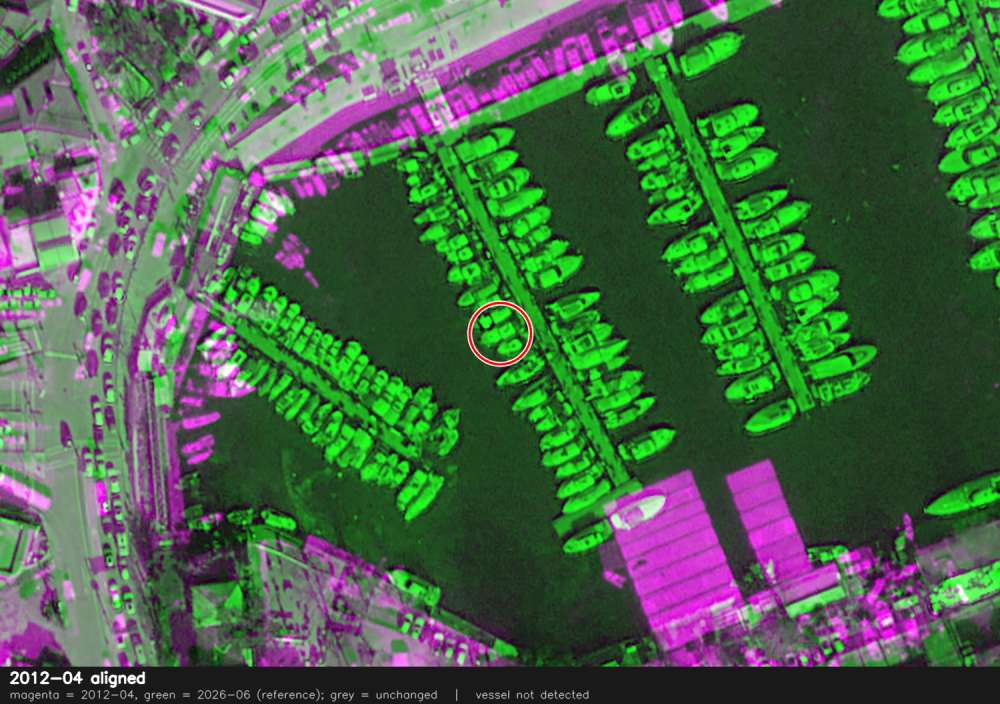 2012-04 aligned
magenta = 2012-04, green = 2026-06 (reference); grey = unchanged | vessel not detected